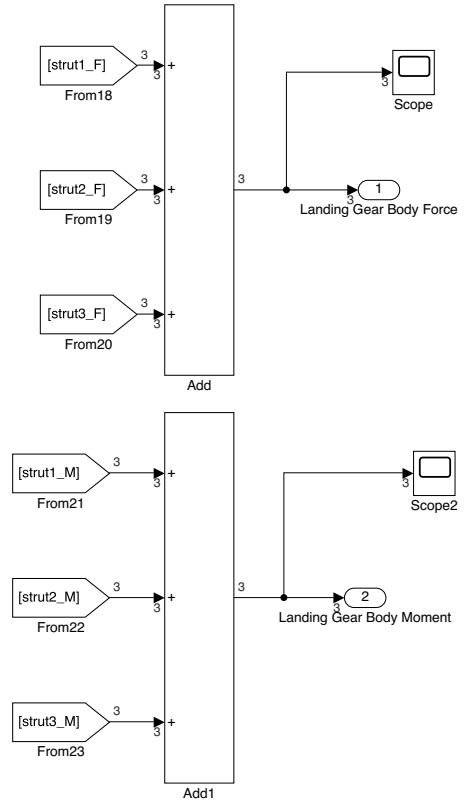 3
[strut1_F]
3
+
From18
3
Scope
3
[strut2_F]
3
+
From19
3
1
3
Landing Gear Body Force
3
[strut3_F]
3
+
From20
Add
3
[strut1_M]
3
+
From21
3
Scope2
3
[strut2_M]
3
+
From22
3
2
3
Landing Gear Body Moment
3
[strut3_M]
3
+
From23
Add1